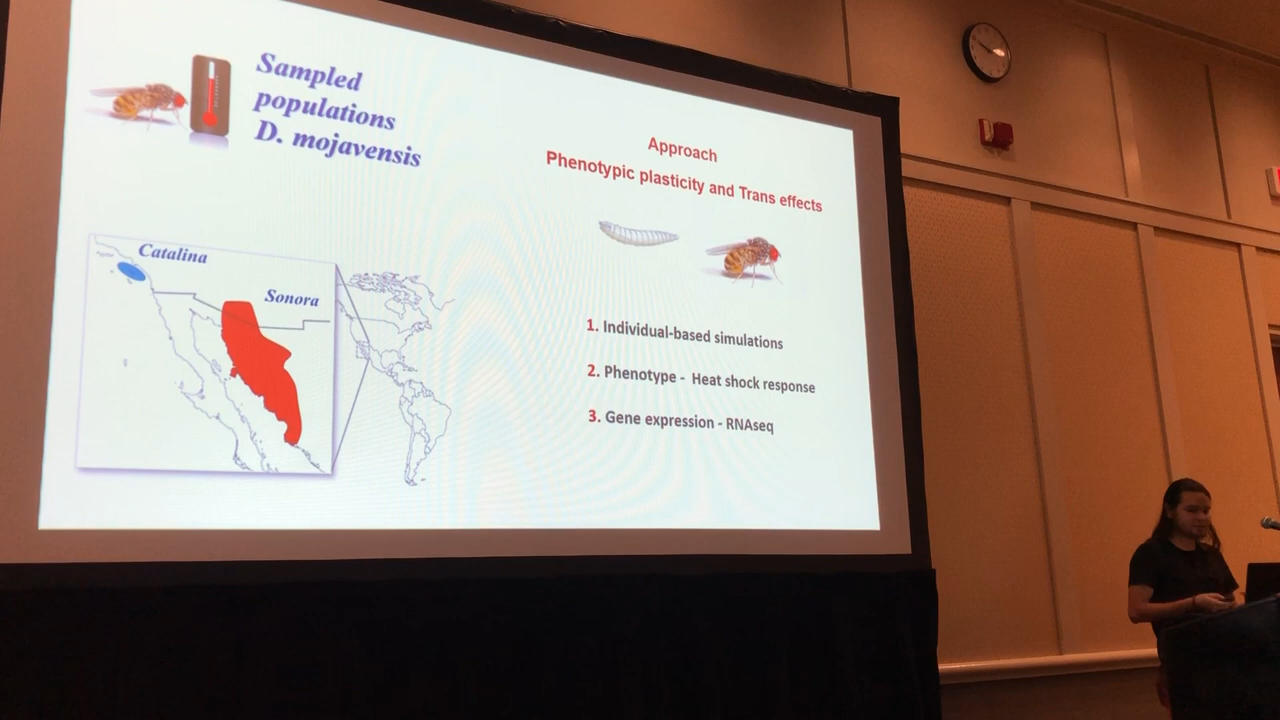 Sampled
populations
D. mojavensis
Catalina
Sonora
Approach
Phenotypic plasticity and Trans effects
1. Individual-based simulations
2. Phenotype - Heat shock response
3. Gene expression - RNAseq